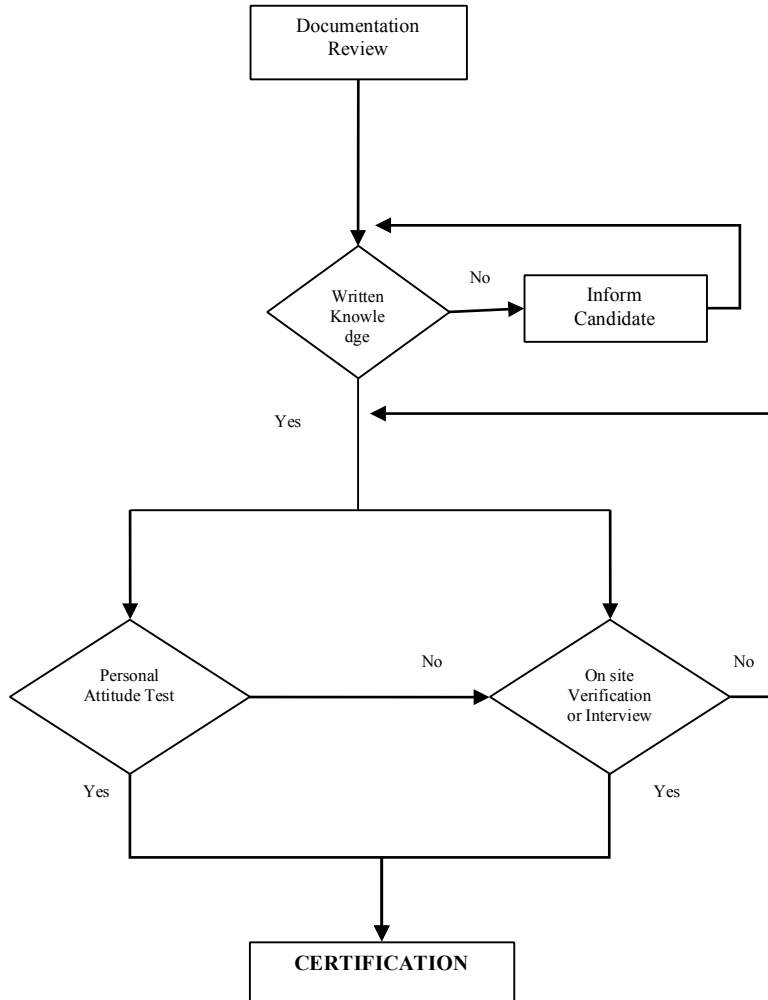 Documentation
Review
No
Written
Knowle
dge
Inform
Candidate
Yes
Personal
Attitude Test
No
On site
Verification
or Interview
No
Yes
Yes
CERTIFICATION